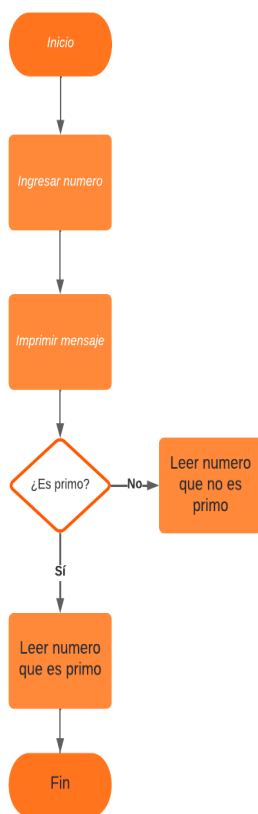 Inicio
Ingresar numero
Imprimir mensaje
¿Es primo?
No
Leer numero
que no es
primo
Sí
Leer numero
que es primo
Fin